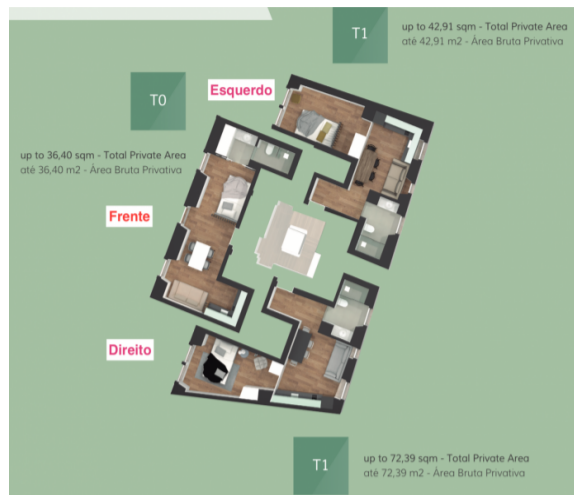 T1
up to 42,91 sqm - Total Private Area
até 42,91 m2 - Área Bruta Privativa
Esquerdo
T0
up to 36,40 sqm - Total Private Area
até 36,40 m2 - Área Bruta Privativa
Frente
Direito
T1
up to 72,39 sqm - Total Private Area
até 72,39 m2 - Área Bruta Privativa